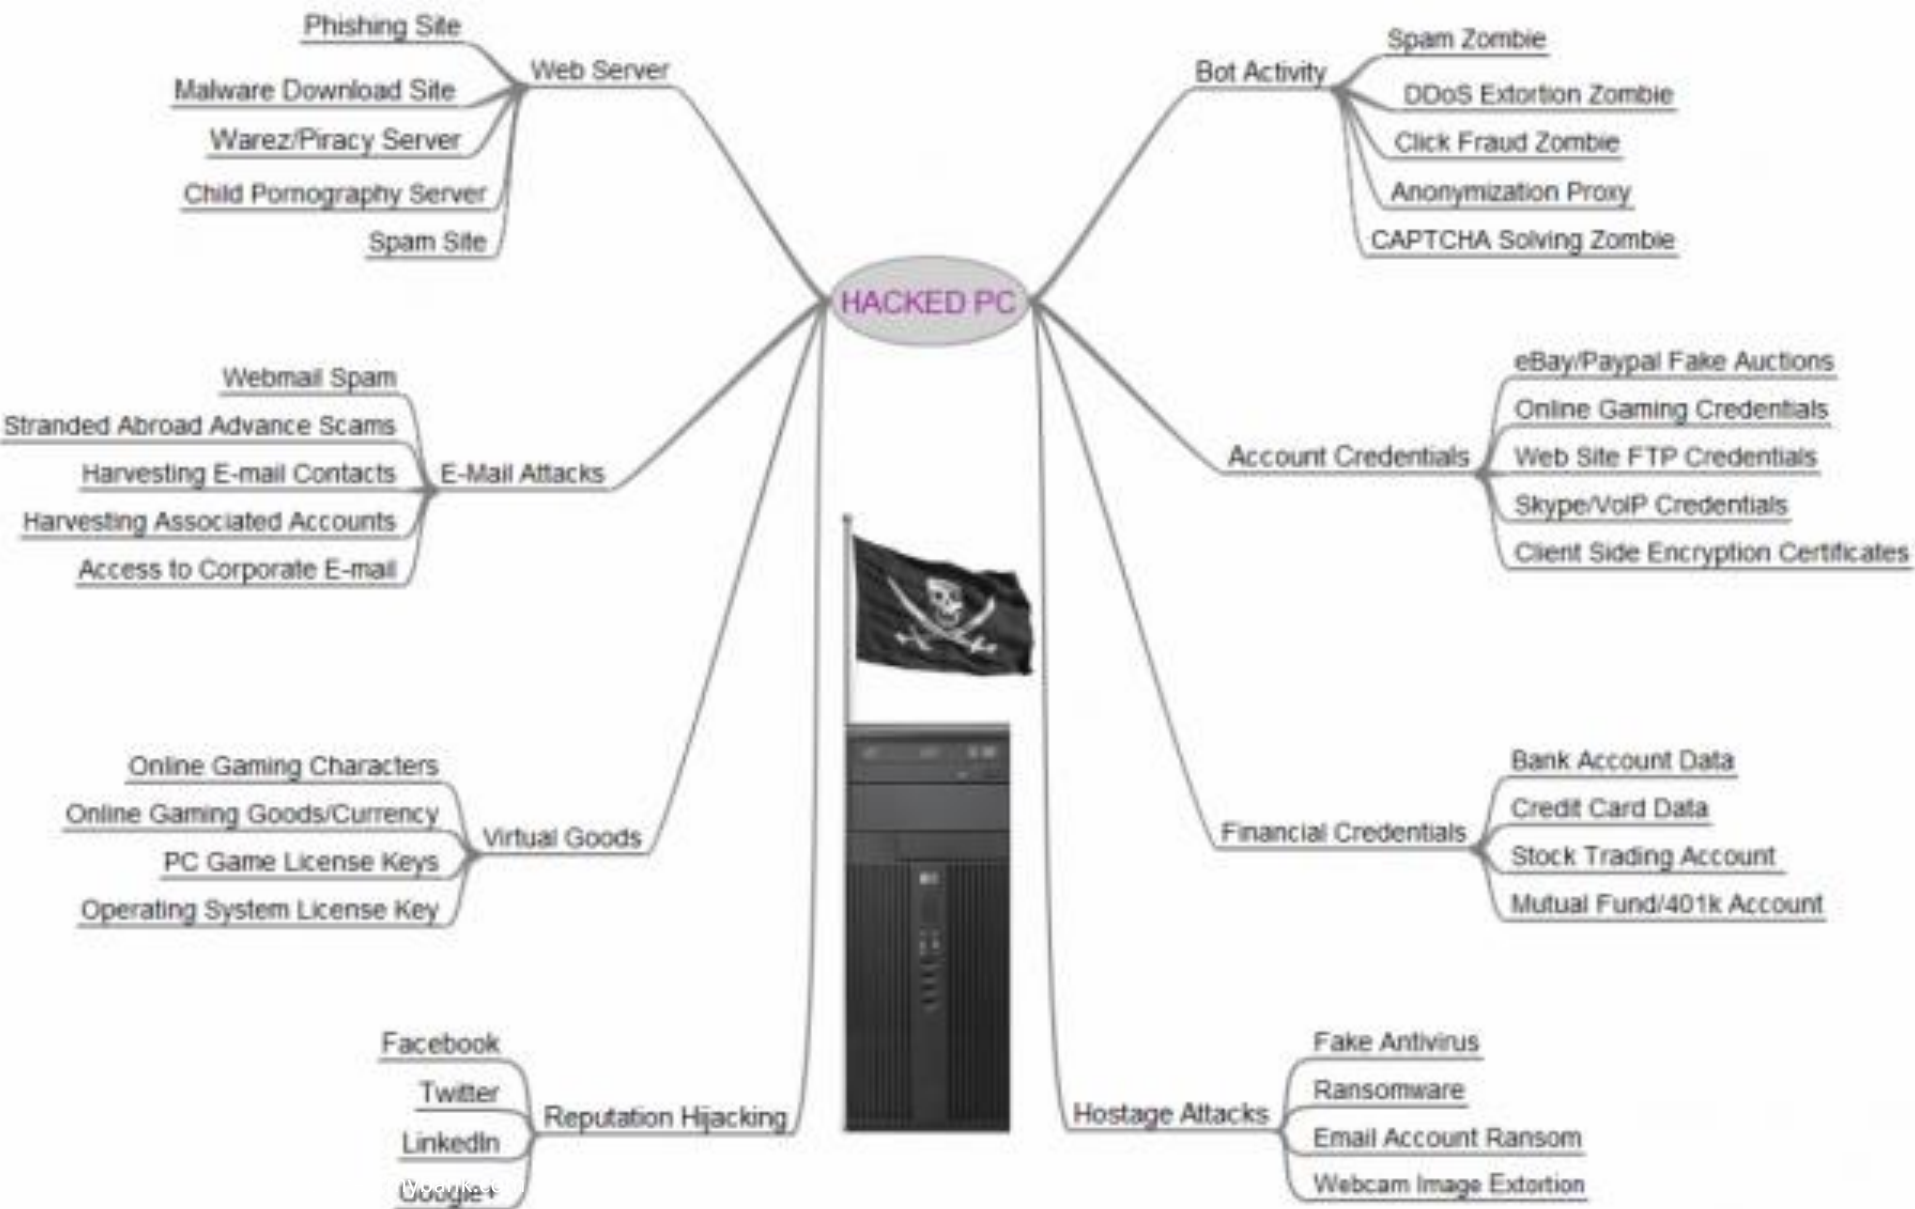 Phishing Site
Malware Download Site
Warez/Piracy Server
Child Pornography Server
Spam Site
Web Server
Bot Activity
Spam Zombie
DDoS Extortion Zombie
Click Fraud Zombie
Anonymization Proxy
CAPTCHA Solving Zombie
HACKED PC
Webmail Spam
Stranded Abroad Advance Scams
Harvesting E-mail Contacts
Harvesting Associated Accounts
Access to Corporate E-mail
E-Mail Attacks
Account Credentials
eBay/Paypal Fake Auctions
Online Gaming Credentials
Web Site FTP Credentials
Skype/VoIP Credentials
Client Side Encryption Certificates
Online Gaming Characters
Online Gaming Goods/Currency
PC Game License Keys
Operating System License Key
Virtual Goods
Financial Credentials
Bank Account Data
Credit Card Data
Stock Trading Account
Mutual Fund/401k Account
Facebook
Twitter
LinkedIn
Google+
Reputation Hijacking
Hostage Attacks
Fake Antivirus
Ransomware
Email Account Ransom
Webcam Image Extortion